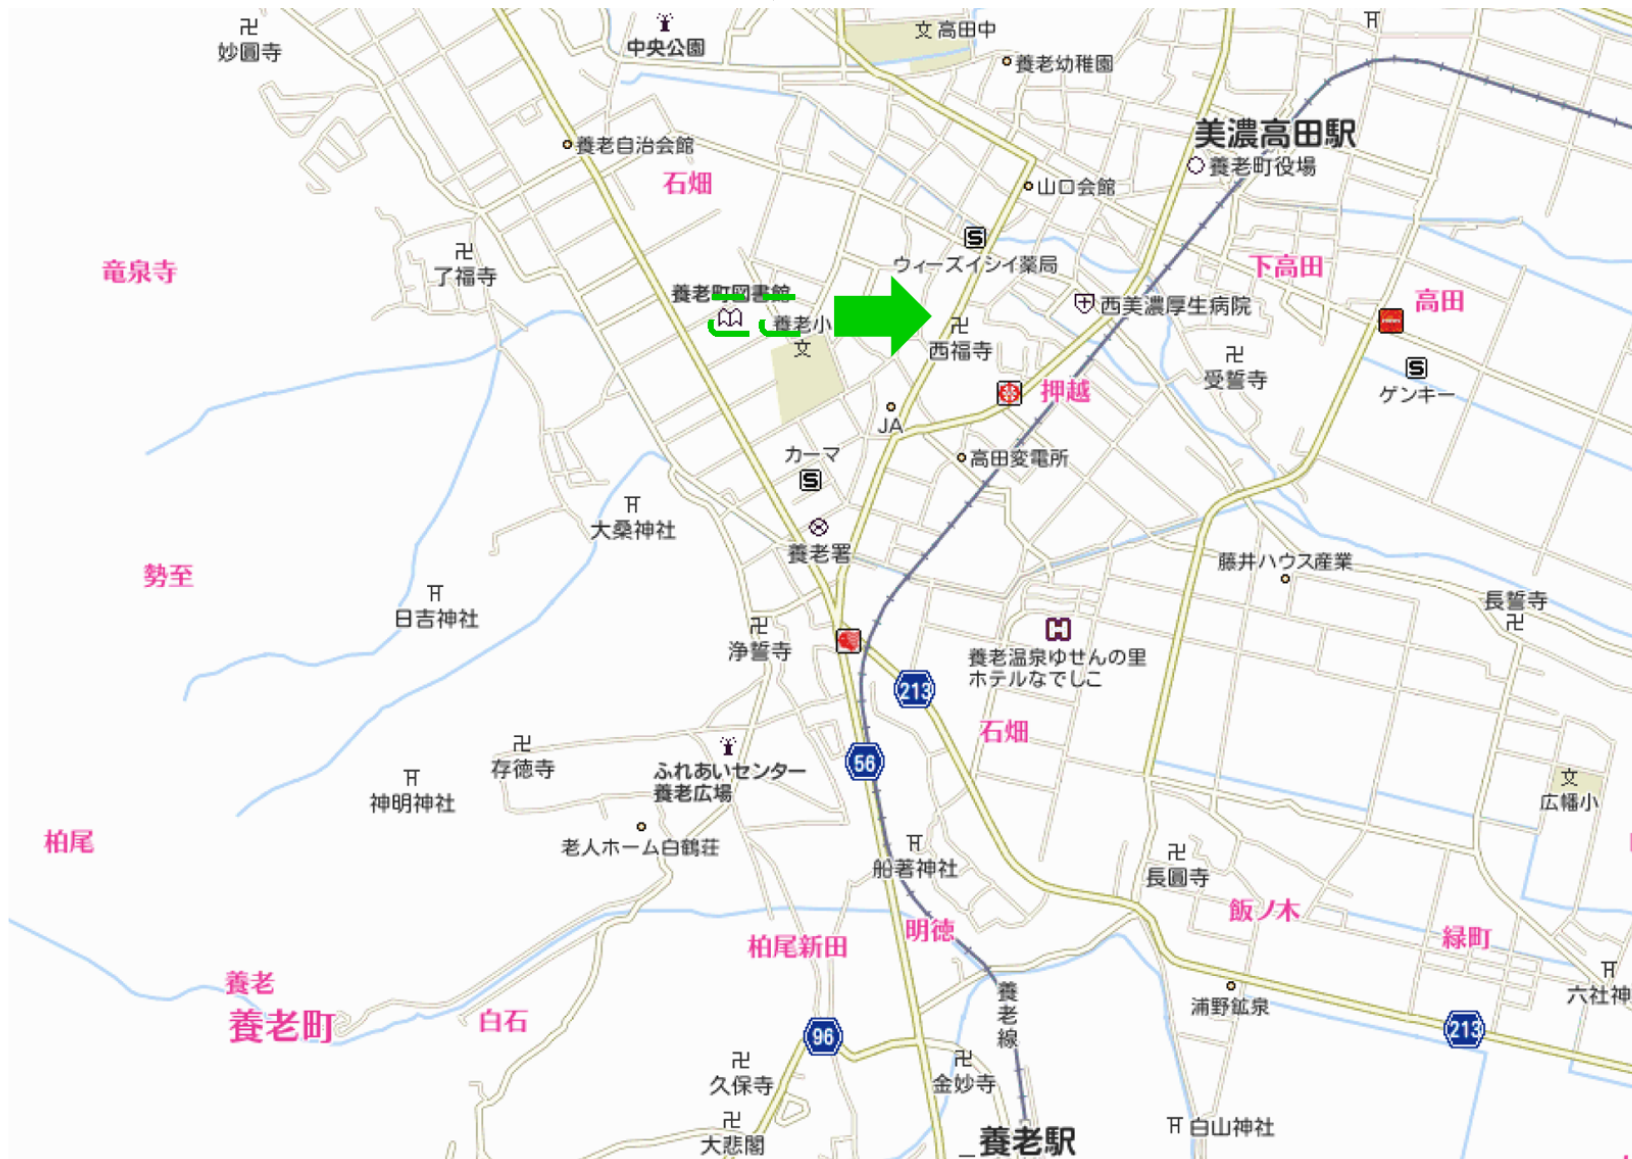 妙圓寺
中央公園
文 高田中
養老幼稚園
美濃高田駅
養老町役場
養老自治会館
石畑
山口会館
竜泉寺
了福寺
S
ウィーズイシイ薬局
下高田
養老町図書館
養老小
文
西福寺
西美濃厚生病院
高田
受誓寺
S
ゲンキー
押越
JA
カーマ
S
高田変電所
大桑神社
養老署
勢至
藤井ハウス産業
日吉神社
長誓寺
浄誓寺
養老温泉ゆせんの里
ホテルなでしこ
213
石畑
56
存徳寺
ふれあいセンター
養老広場
神明神社
文
広幡小
柏尾
老人ホーム白鶴荘
船著神社
長圓寺
飯ノ木
明徳
柏尾新田
緑町
養老
養老町
白石
養老線
浦野鉱泉
六社神
96
213
久保寺
金妙寺
大悲閣
養老駅
白山神社